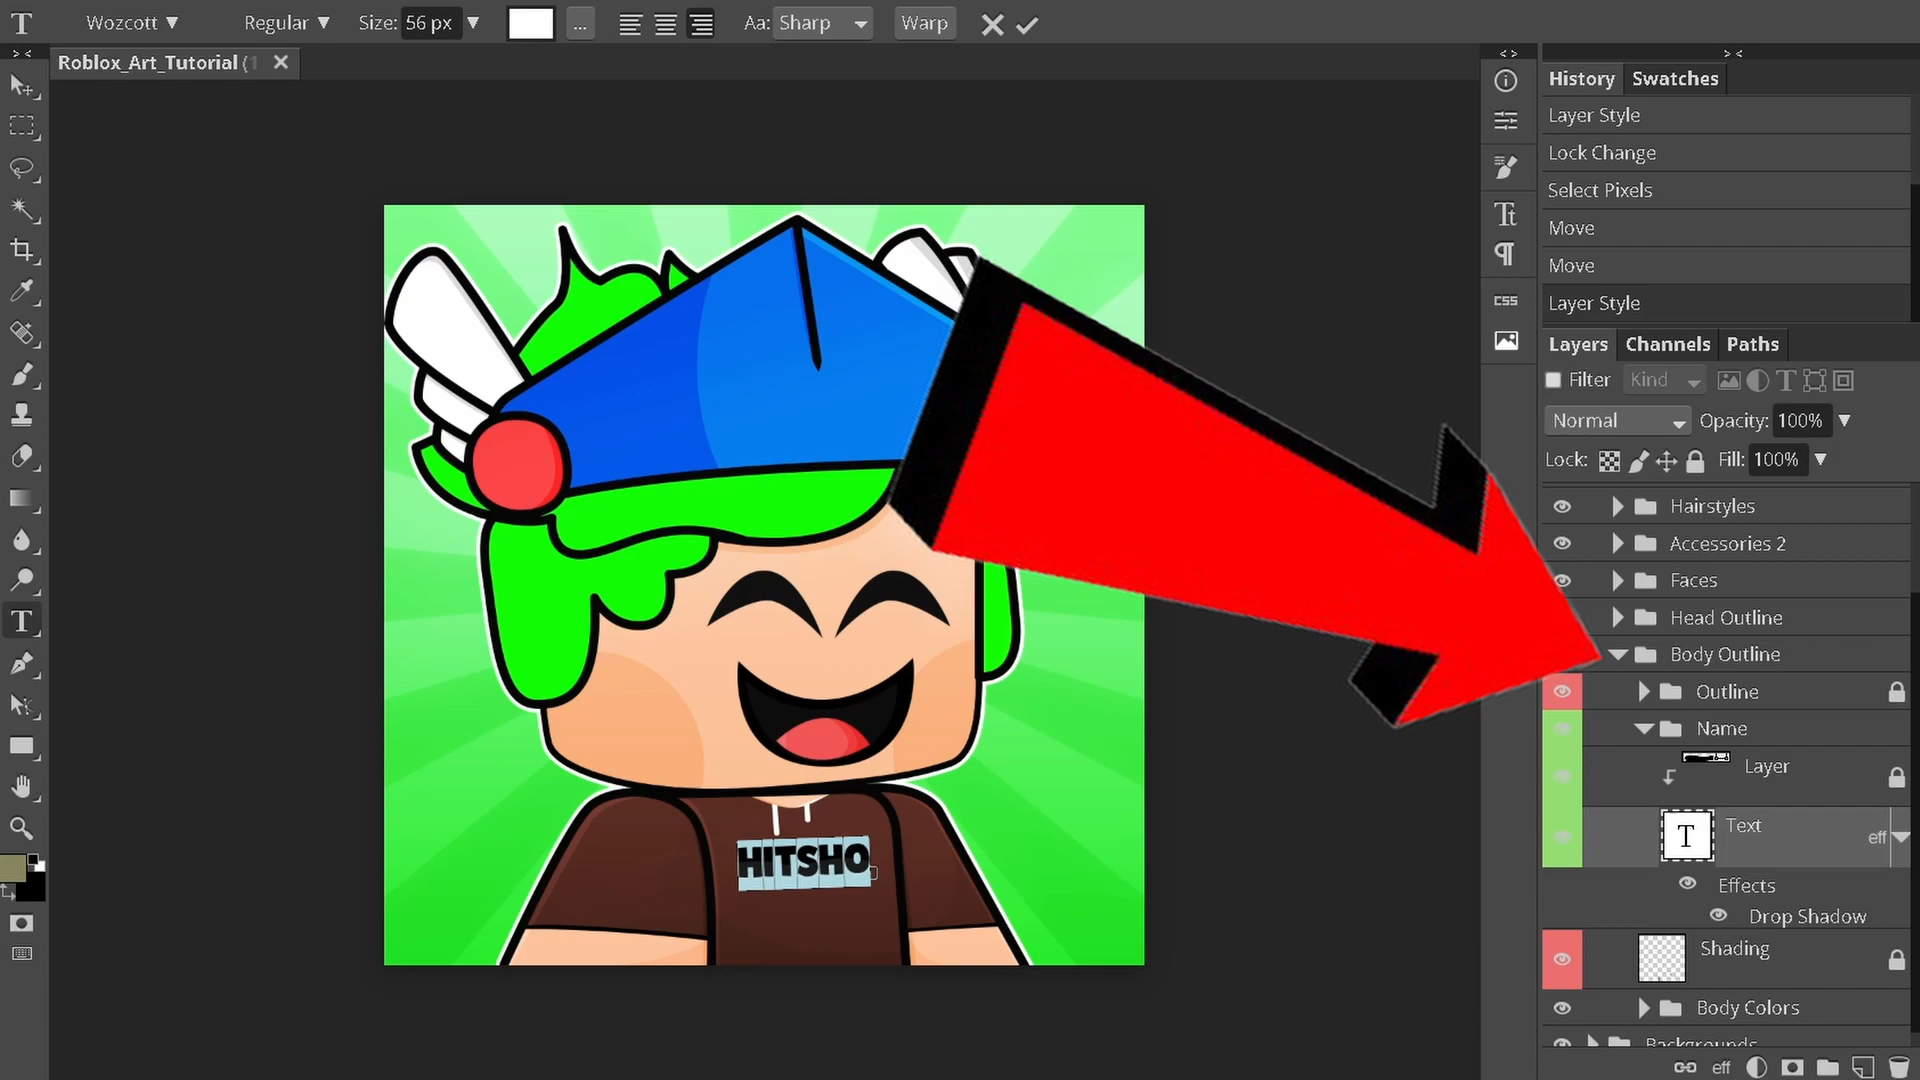 Wozcott Regular Size: 56 px ... Aa: Sharp Warp
Roblox_Art_Tutorial (1
History Swatches
Layer Style
Lock Change
Select Pixels
Move
Move
Layer Style
CSS
Layers Channels Paths
Filter Kind
Normal Opacity: 100%
Lock: Fill: 100%
Hairstyles
Accessories 2
Faces
Head Outline
Body Outline
Outline
Name
Layer
Text eff
Effects
Drop Shadow
Shading
Body Colors
Backgrounds
eff
HITSHO